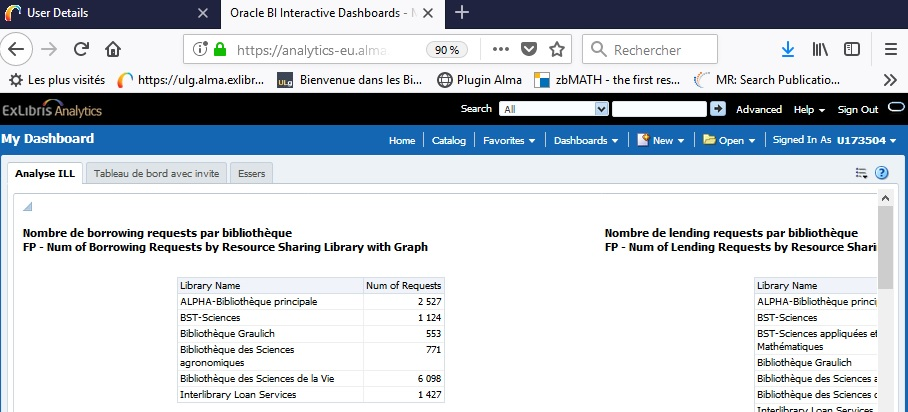 User Details
Oracle BI Interactive Dashboards -
https://analytics-eu.alma.
90 %
Rechercher
Les plus visités
https://ulg.alma.exlibr...
ULg
Bienvenue dans les Bi...
Plugin Alma
zbMATH - the first res...
MR: Search Publicatio...
ExLibris Analytics
Search
All
Advanced
Help
Sign Out
My Dashboard
Home
Catalog
Favorites
Dashboards
New
Open
Signed In As U173504
Analyse ILL
Tableau de bord avec invite
Essers
Nombre de borrowing requests par bibliothèque
FP - Num of Borrowing Requests by Resource Sharing Library with Graph
Library Name Num of Requests
ALPHA-Bibliothèque principale 2 527
BST-Sciences 1 124
Bibliothèque Graulich 553
Bibliothèque des Sciences 771
agronomiques
Bibliothèque des Sciences de la Vie 6 098
Interlibrary Loan Services 1 427
Nombre de lending requests par bibliothèque
FP - Num of Lending Requests by Resource Shari
Library Name
ALPHA-Bibliothèque princi
BST-Sciences
BST-Sciences appliquées et
Mathématiques
Bibliothèque Graulich
Bibliothèque des Sciences a
Bibliothèque des Sciences d
Interlibrary Loan Services